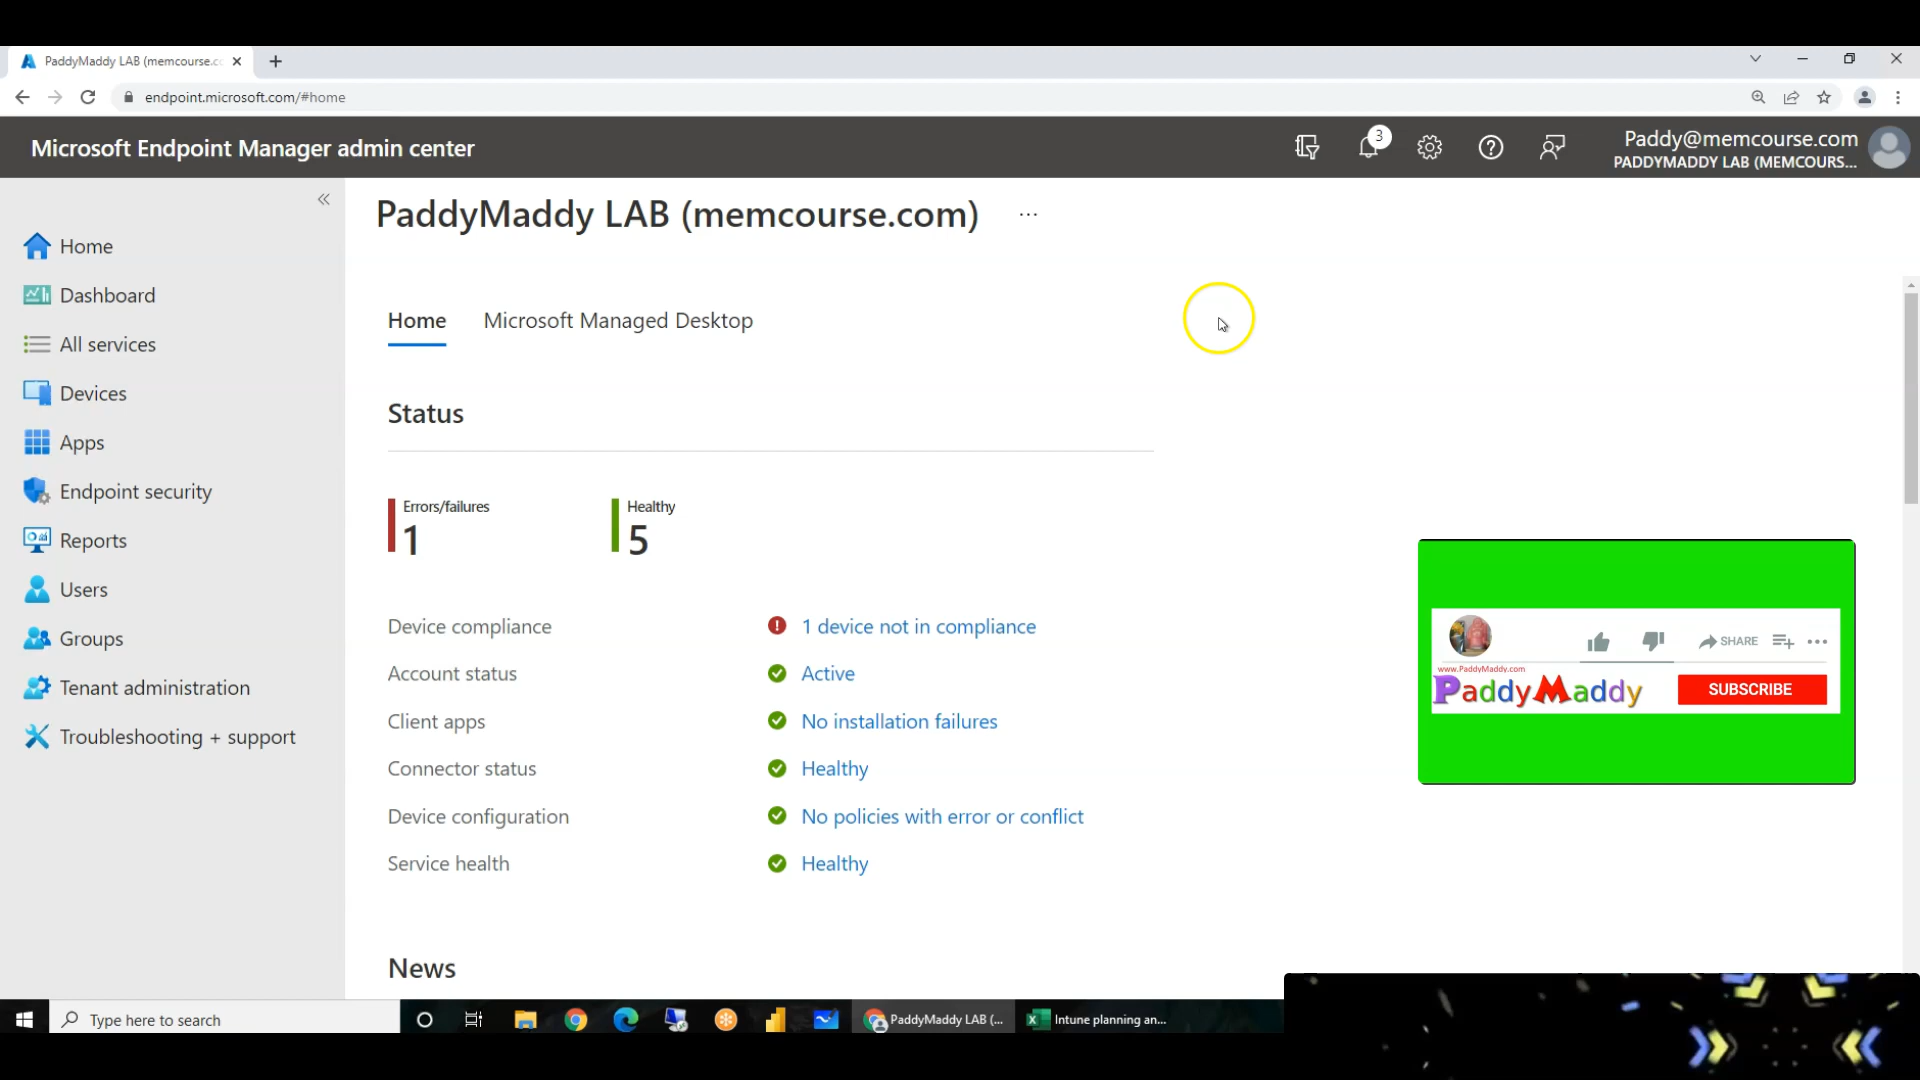 PaddyMaddy LAB (memcourse.co
endpoint.microsoft.com/#home
Microsoft Endpoint Manager admin center
3
Paddy@memcourse.com
PADDYMADDY LAB (MEMCOURS...
Home
Dashboard
All services
Devices
Apps
Endpoint security
Reports
Users
Groups
Tenant administration
Troubleshooting + support
PaddyMaddy LAB (memcourse.com)
...
Home
Microsoft Managed Desktop
Status
Errors/failures
1
Healthy
5
Device compliance
1 device not in compliance
Account status
Active
Client apps
No installation failures
Connector status
Healthy
Device configuration
No policies with error or conflict
Service health
Healthy
News
SHARE
www.PaddyMaddy.com
PaddyMaddy
SUBSCRIBE
Type here to search
PaddyMaddy LAB (...
Intune planning an...